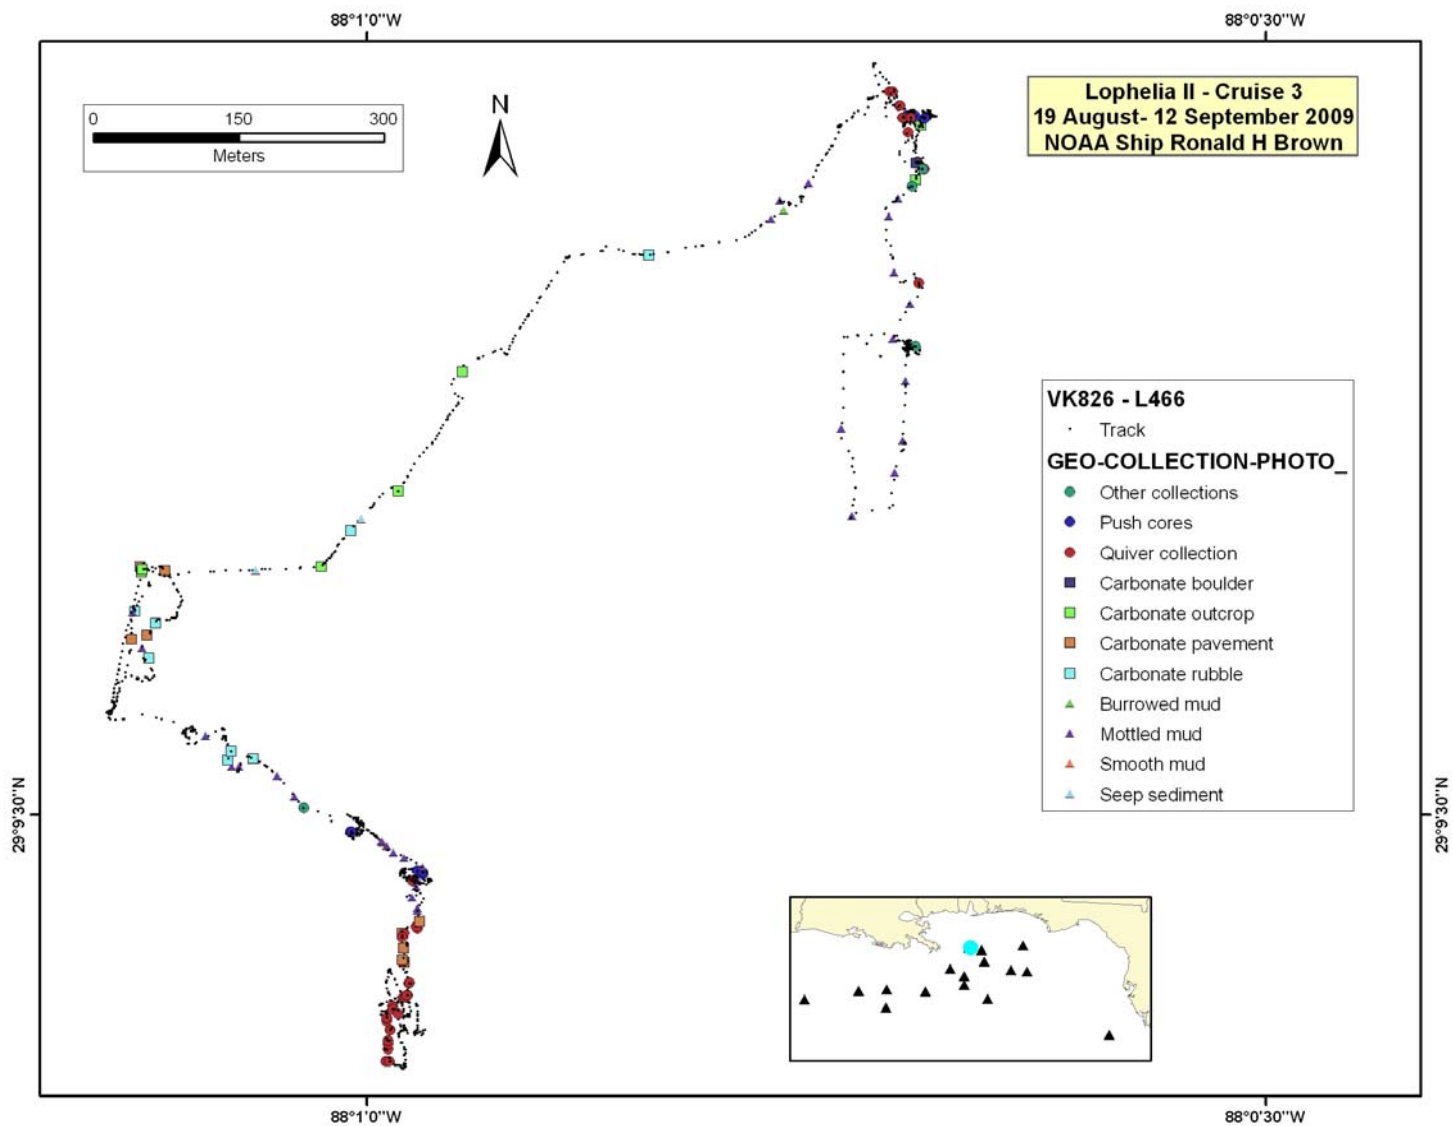 88°1'0"W
88°0'30"W
0 150 300
Meters
N
Lophelia II - Cruise 3
19 August- 12 September 2009
NOAA Ship Ronald H Brown
VK826 - L466
Track
GEO-COLLECTION-PHOTO_
Other collections
Push cores
Quiver collection
Carbonate boulder
Carbonate outcrop
Carbonate pavement
Carbonate rubble
Burrowed mud
Mottled mud
Smooth mud
Seep sediment
29°9'30"N
29°9'30"N
88°1'0"W
88°0'30"W